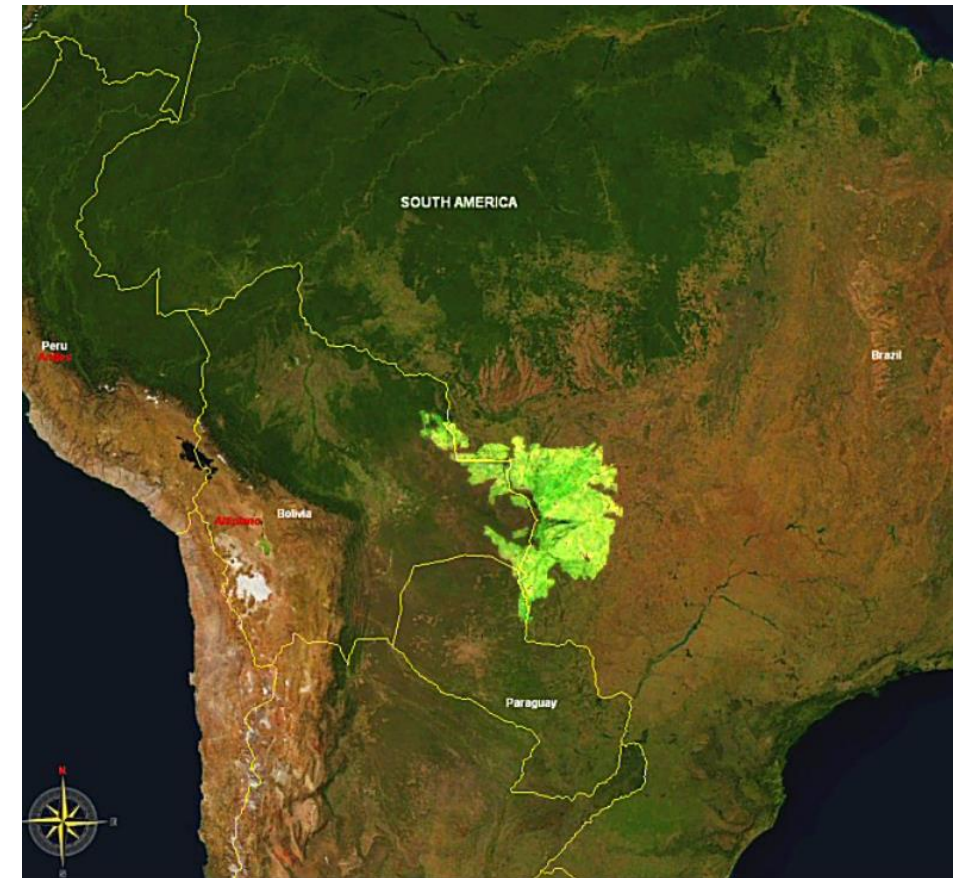 SOUTH AMERICA
Peru
Andes
Brazil
Altiplano
Bolivia
Paraguay
N
E